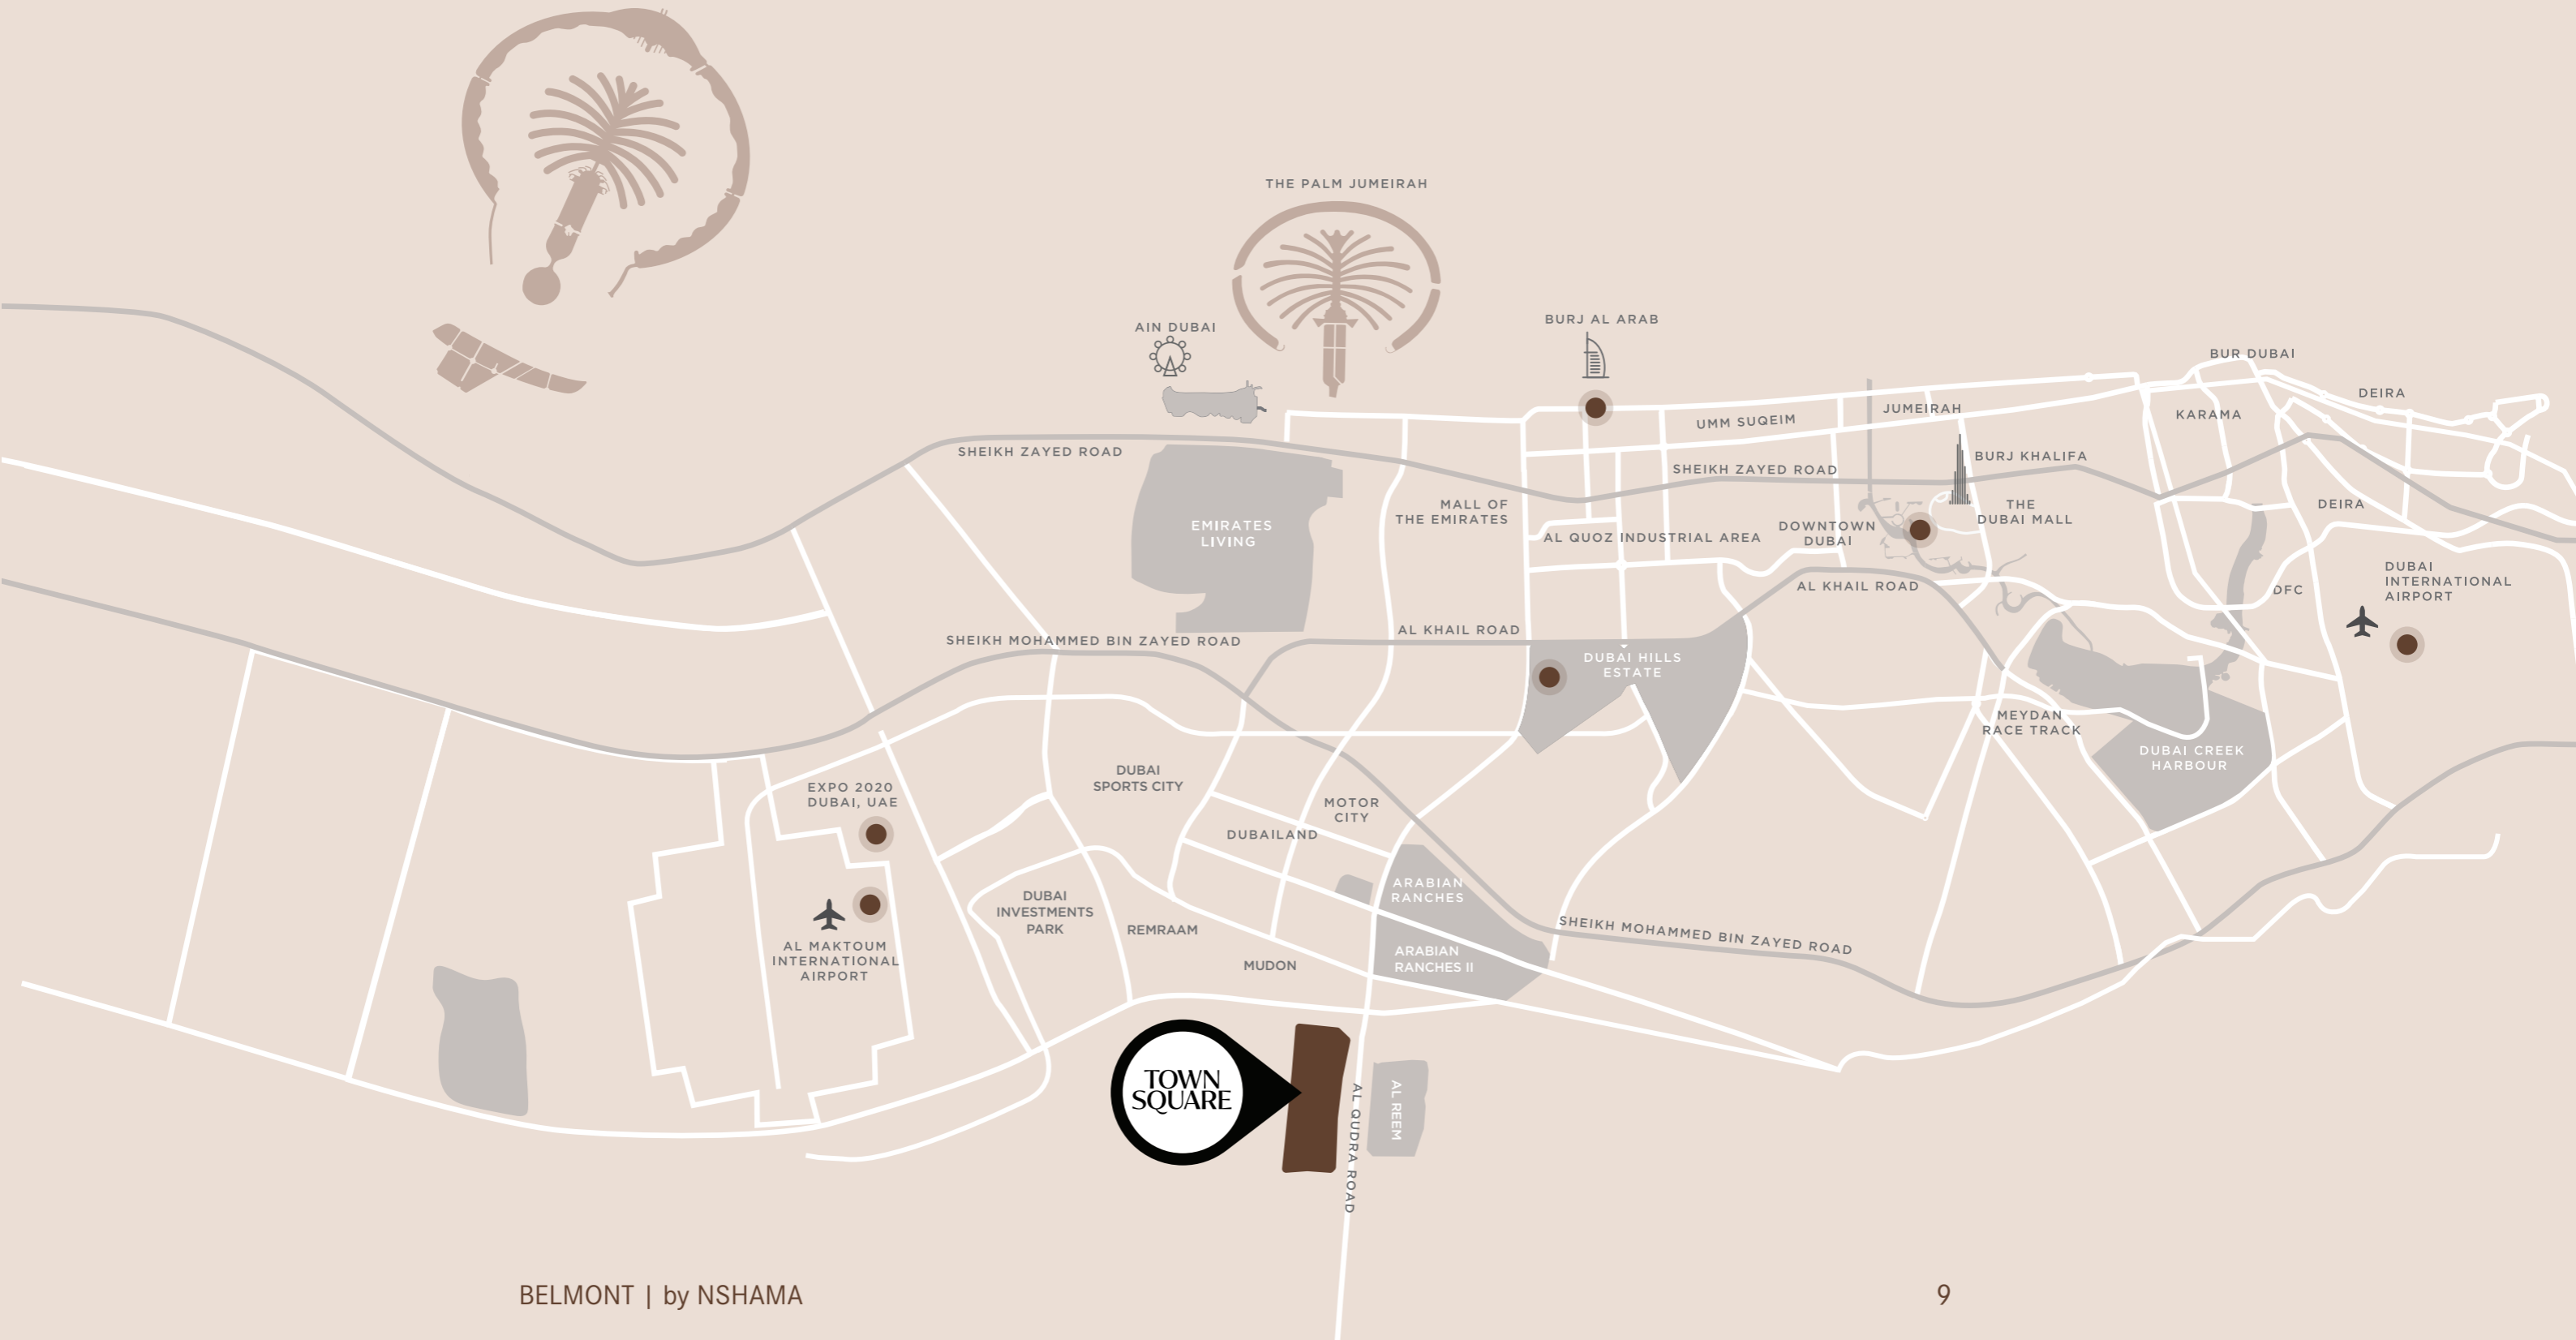 THE PALM JUMEIRAH
AIN DUBAI
BURJ AL ARAB
BUR DUBAI
DEIRA
JUMEIRAH
KARAMA
UMM SUQEIM
SHEIKH ZAYED ROAD
SHEIKH ZAYED ROAD
BURJ KHALIFA
MALL OF
THE EMIRATES
THE
DUBAI MALL
DEIRA
EMIRATES
LIVING
DOWNTOWN
DUBAI
AL QUOZ INDUSTRIAL AREA
DUBAI
INTERNATIONAL
AIRPORT
AL KHAIL ROAD
DFC
AL KHAIL ROAD
SHEIKH MOHAMMED BIN ZAYED ROAD
DUBAI HILLS
ESTATE
MEYDAN
RACE TRACK
DUBAI CREEK
HARBOUR
DUBAI
SPORTS CITY
EXPO 2020
DUBAI, UAE
MOTOR
CITY
DUBAILAND
ARABIAN
RANCHES
DUBAI
INVESTMENTS
PARK
REMRAAM
SHEIKH MOHAMMED BIN ZAYED ROAD
AL MAKTOUM
INTERNATIONAL
AIRPORT
ARABIAN
RANCHES II
MUDON
TOWN
SQUARE
AL QUDRA ROAD
AL REEM
BELMONT | by NSHAMA
9